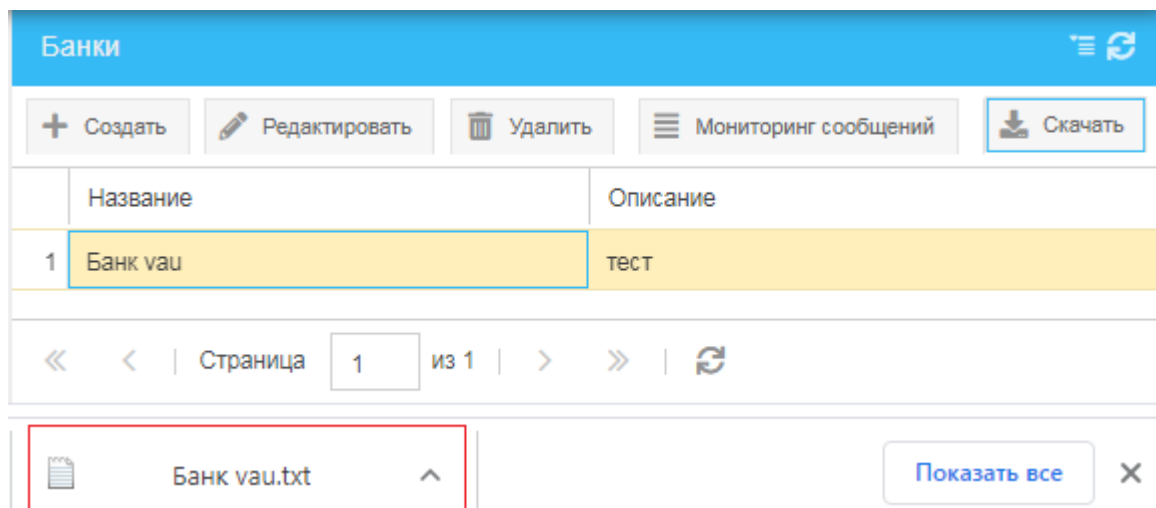 Банки
Создать Редактировать Удалить Мониторинг сообщений Скачать
Название Описание
1 Банк vau тест
Страница 1 из 1
Банк vau.txt Показать все